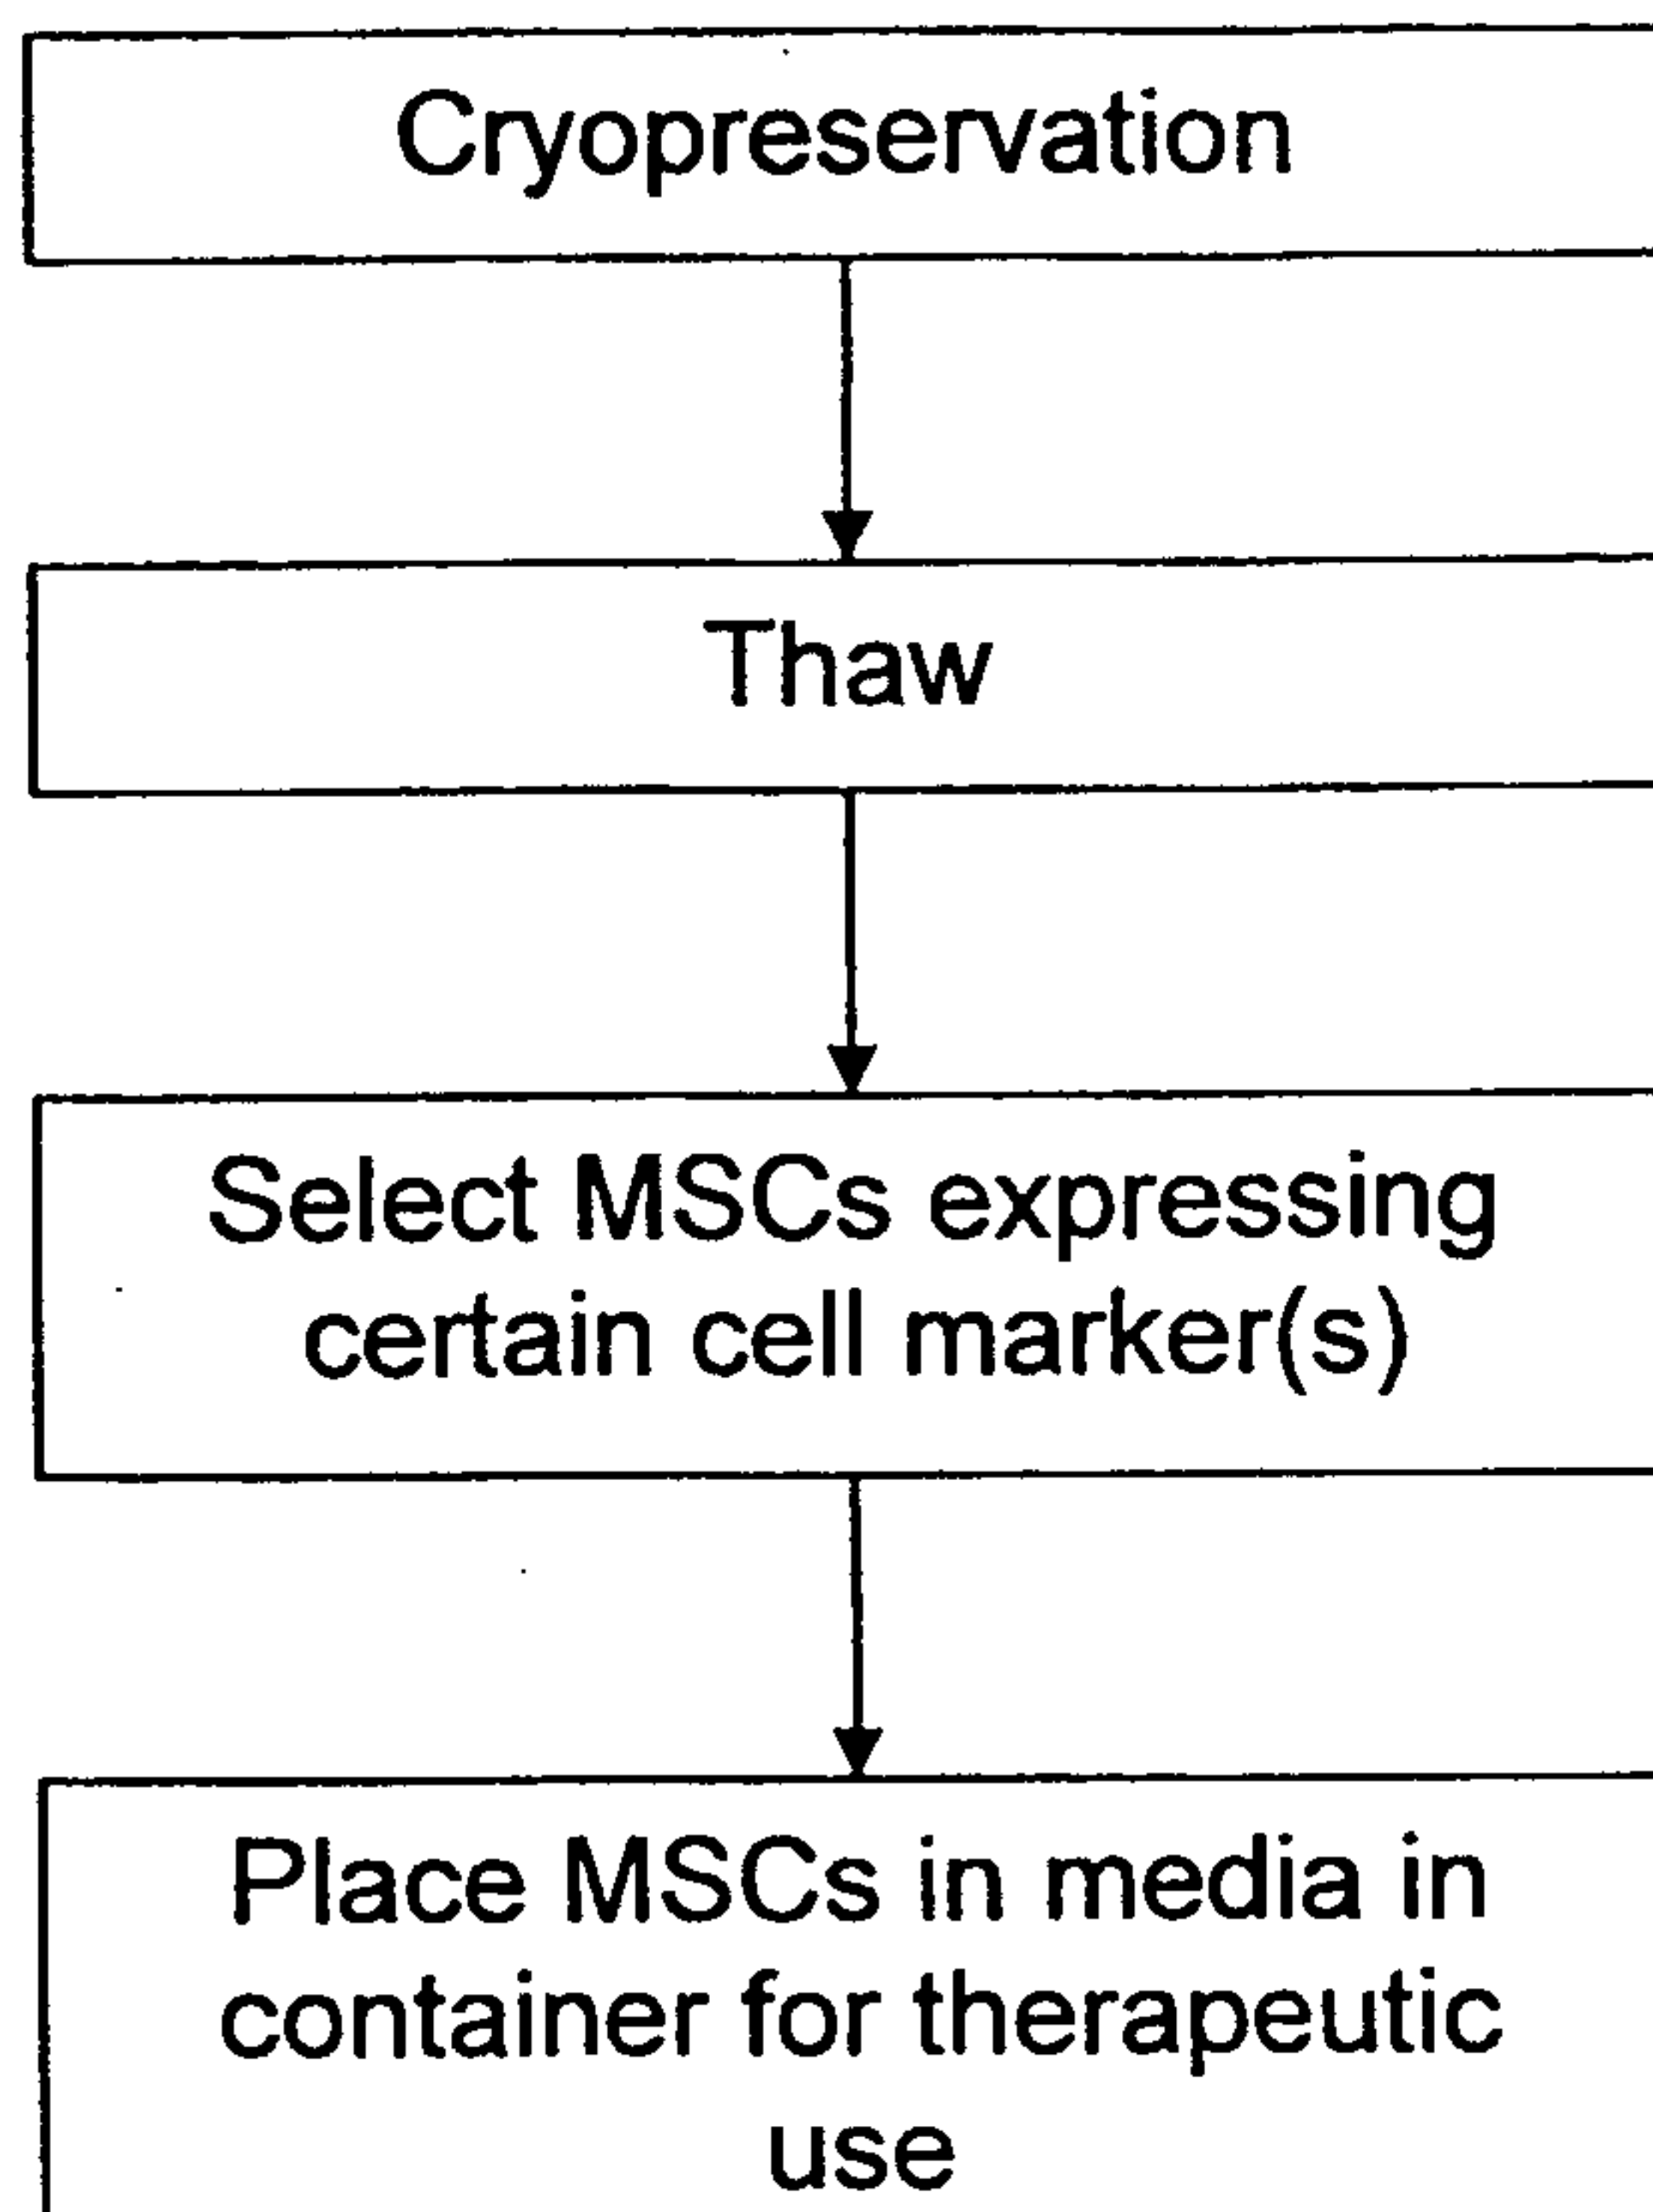 Cryopreservation
Thaw
Select MSCs expressing
certain cell marker(s)
Place MSCs in media in
container for therapeutic
use